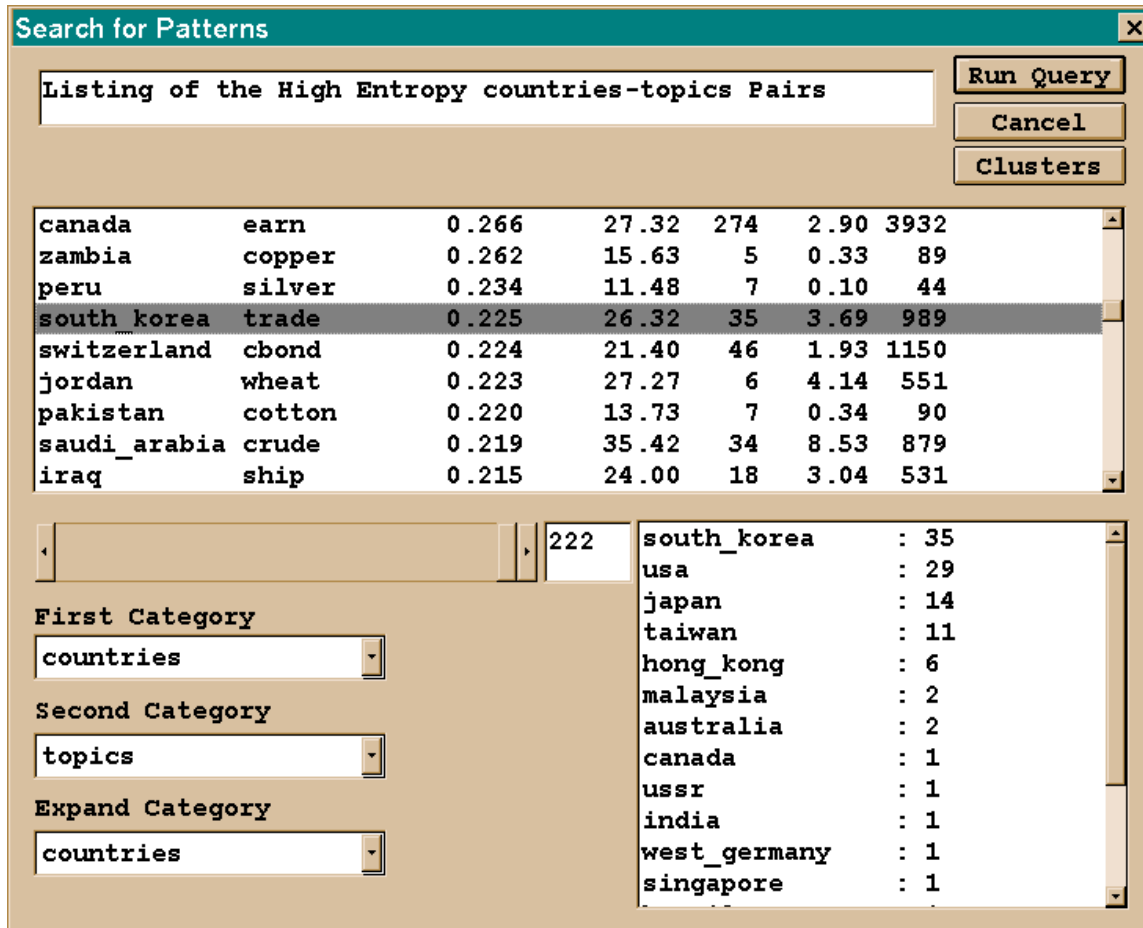 Search for Patterns
Listing of the High Entropy countries-topics Pairs
Run Query
Cancel
Clusters
canada earn 0.266 27.32 274 2.90 3932
zambia copper 0.262 15.63 5 0.33 89
peru silver 0.234 11.48 7 0.10 44
south_korea trade 0.225 26.32 35 3.69 989
switzerland cbond 0.224 21.40 46 1.93 1150
jordan wheat 0.223 27.27 6 4.14 551
pakistan cotton 0.220 13.73 7 0.34 90
saudi_arabia crude 0.219 35.42 34 8.53 879
iraq ship 0.215 24.00 18 3.04 531
222
First Category
countries
Second Category
topics
Expand Category
countries
south_korea : 35
usa : 29
japan : 14
taiwan : 11
hong_kong : 6
malaysia : 2
australia : 2
canada : 1
ussr : 1
india : 1
west_germany : 1
singapore : 1